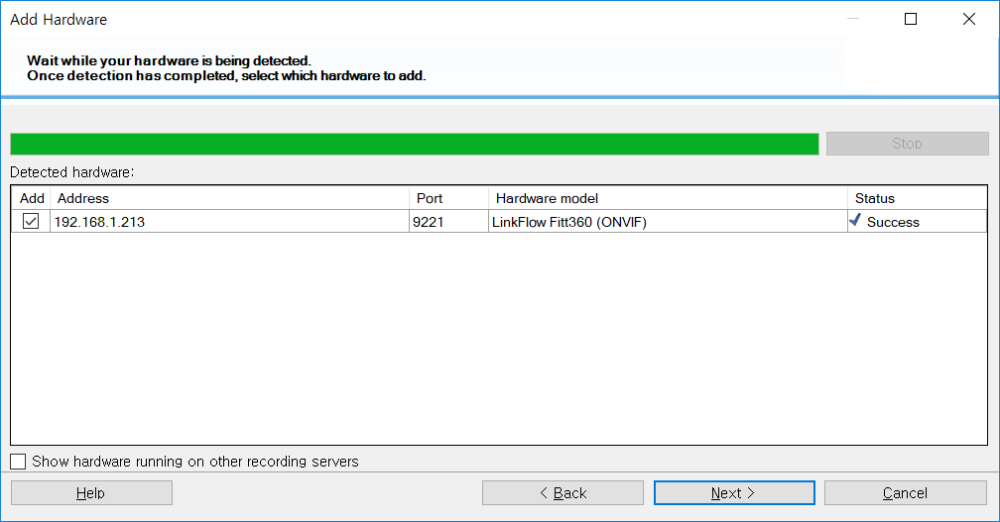 Add Hardware
Wait while your hardware is being detected.
Once detection has completed, select which hardware to add.
Stop
Detected hardware:
Add Address Port Hardware model Status
192.168.1.213 9221 LinkFlow Fitt360 (ONVIF) Success
Show hardware running on other recording servers
Help < Back Next > Cancel